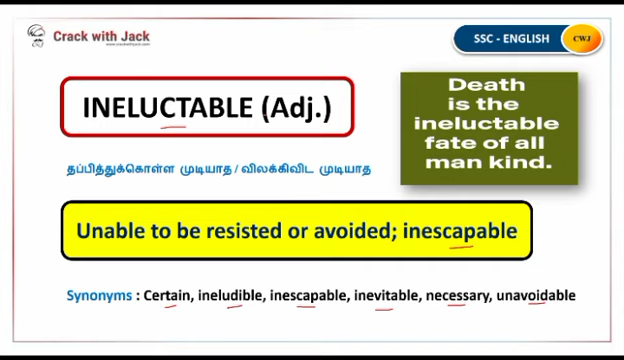 Crack with Jack
www.crackwithjack.com
SSC - ENGLISH
CWJ
INELUCTABLE (Adj.)
Death
is the
ineluctable
fate of all
man kind.
தப்பித்துக்கொள்ள முடியாத / விலக்கிவிட முடியாத
Unable to be resisted or avoided; inescapable
Synonyms : Certain, ineludible, inescapable, inevitable, necessary, unavoidable